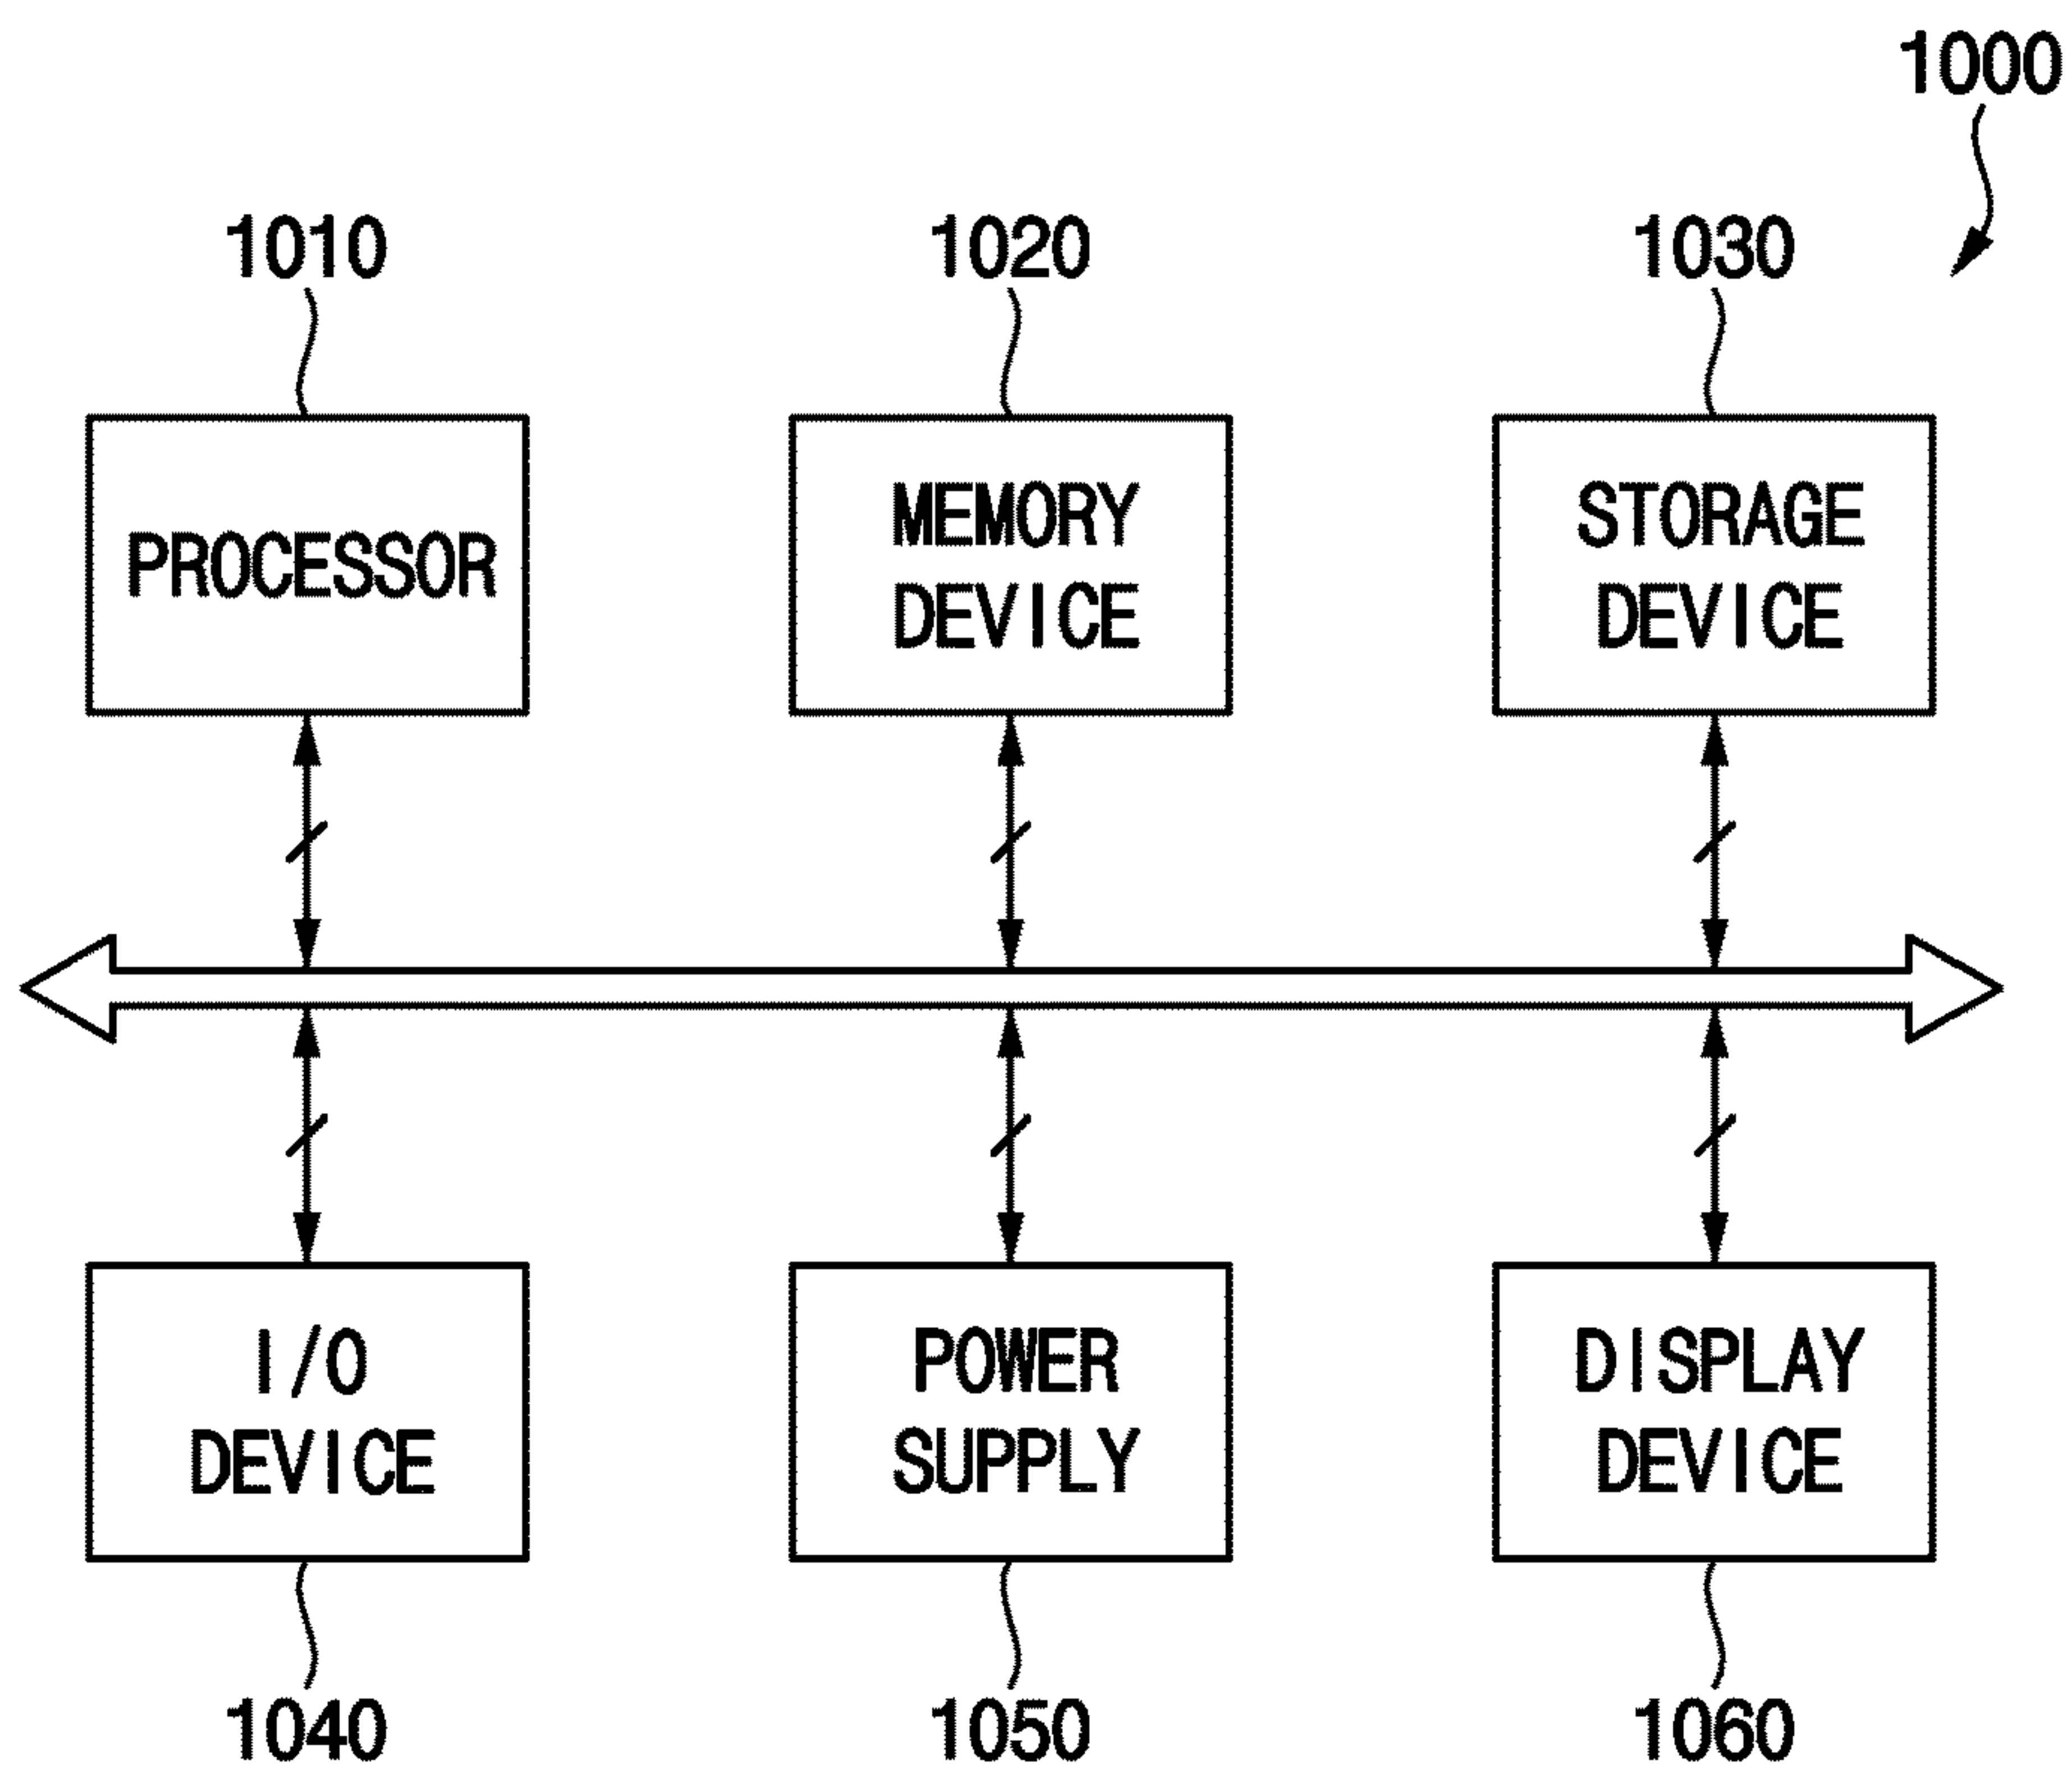 1000
1010
1020
1030
PROCESSOR
MEMORY
DEVICE
STORAGE
DEVICE
I/O
DEVICE
POWER
SUPPLY
DISPLAY
DEVICE
1040
1050
1060